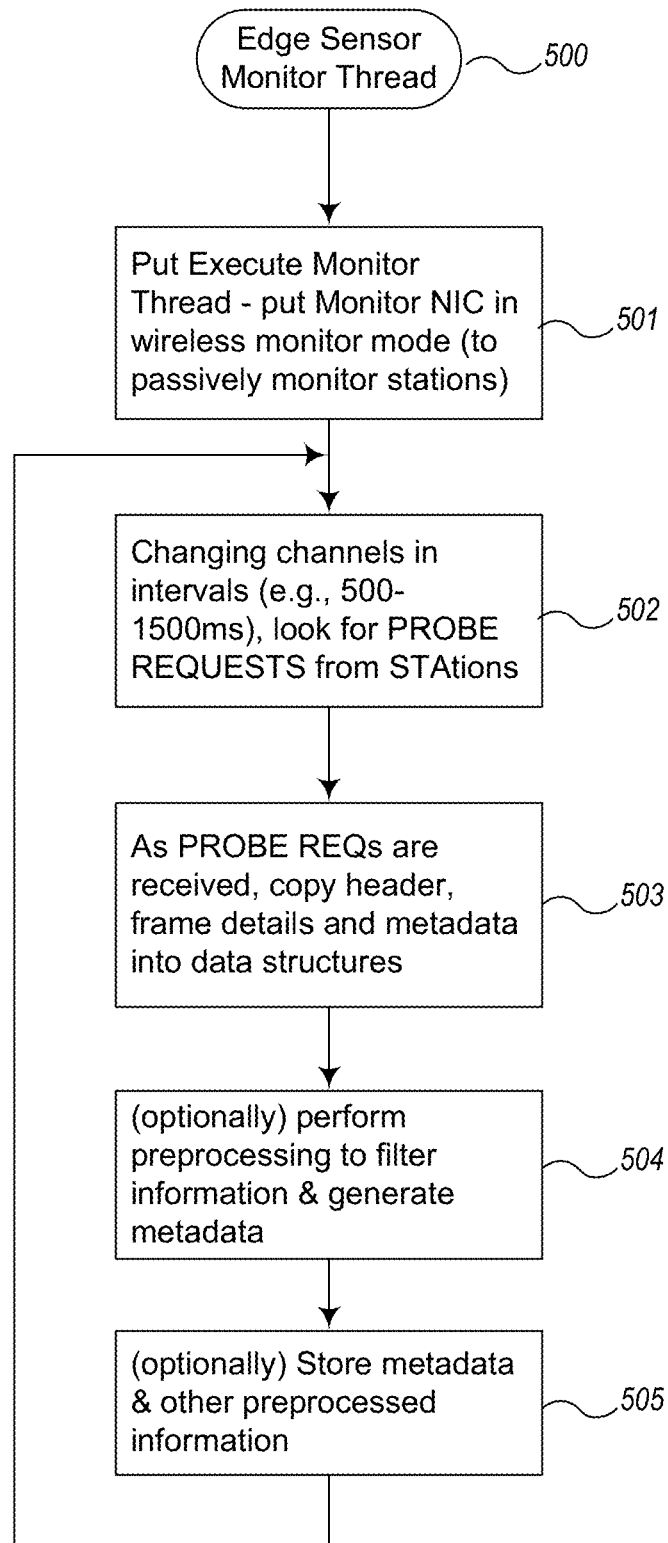 Edge Sensor
Monitor Thread
500
Put Execute Monitor
Thread - put Monitor NIC in
wireless monitor mode (to
passively monitor stations)
501
Changing channels in
intervals (e.g., 500-
1500ms), look for PROBE
REQUESTS from STAtions
502
As PROBE REQs are
received, copy header,
frame details and metadata
into data structures
503
(optionally) perform
preprocessing to filter
information & generate
metadata
504
(optionally) Store metadata
& other preprocessed
information
505